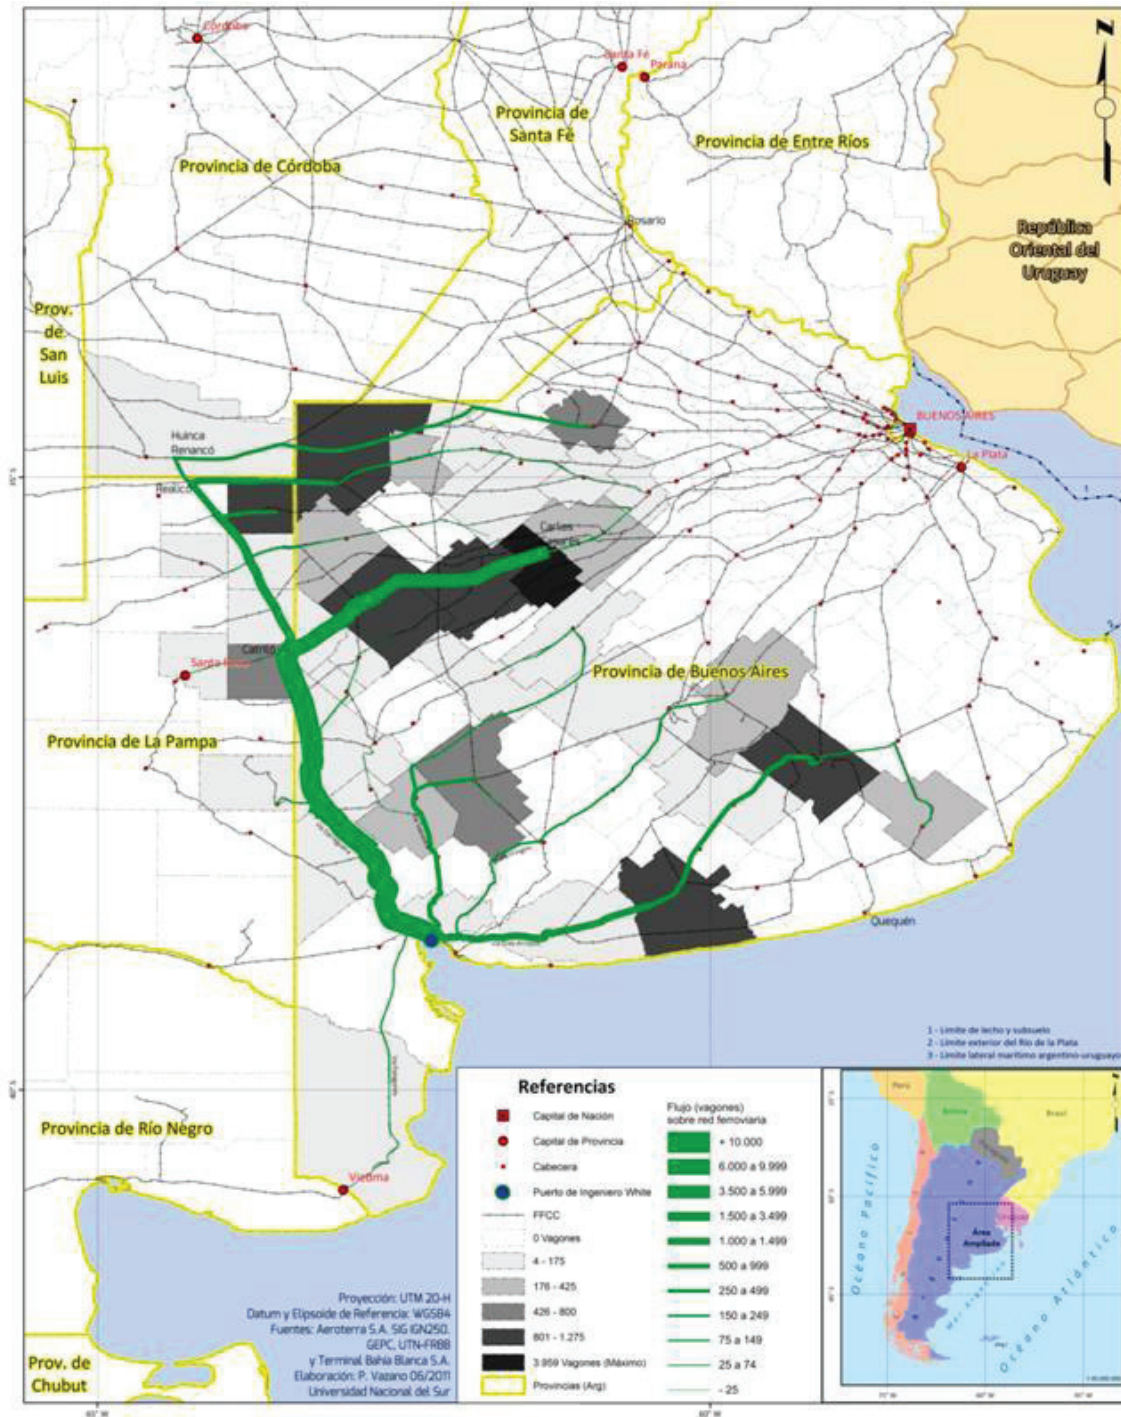 Córdoba
Santa Fé
Paraná
Provincia de
Santa Fé
Provincia de Entre Ríos
Provincia de Córdoba
Rosario
República
Oriental del
Uruguay
Prov.
de
San
Luis
BUENOS AIRES
La Plata
Huinca
Renancó
Realicó
35° S
Carlos
Catriló
Santa Rosa
Provincia de Buenos Aires
Provincia de La Pampa
Quequén
1 - Límite de lecho y subsuelo
2 - Límite exterior del Río de la Plata
3 - Límite lateral marítimo argentino-uruguayo
40° S
Provincia de Río Negro
Viedma
Prov. de
Chubut
Proyección: UTM 20-H
Datum y Elipsoide de Referencia: WGS84
Fuentes: Aeroterra S.A. SIG IGN250.
GEPC, UTN-FRBB
y Terminal Bahía Blanca S.A.
Elaboración: P. Vazano 06/2011
Universidad Nacional del Sur
Referencias
Capital de Nación
Capital de Provincia
Cabecera
Puerto de Ingeniero White
FFCC
0 Vagones
4 - 175
176 - 425
426 - 800
801 - 1.275
3.959 Vagones (Máximo)
Provincias (Arg)
Flujo (vagones)
sobre red ferroviaria
+ 10.000
6.000 a 9.999
3.500 a 5.999
1.500 a 3.499
1.000 a 1.499
500 a 999
250 a 499
150 a 249
75 a 149
25 a 74
- 25
Perú
Bolivia
Brasil
Paraguay
Uruguay
Área
Ampliada
Océano Pacífico
Océano Atlántico
Mar Argentino
65° W
60° W